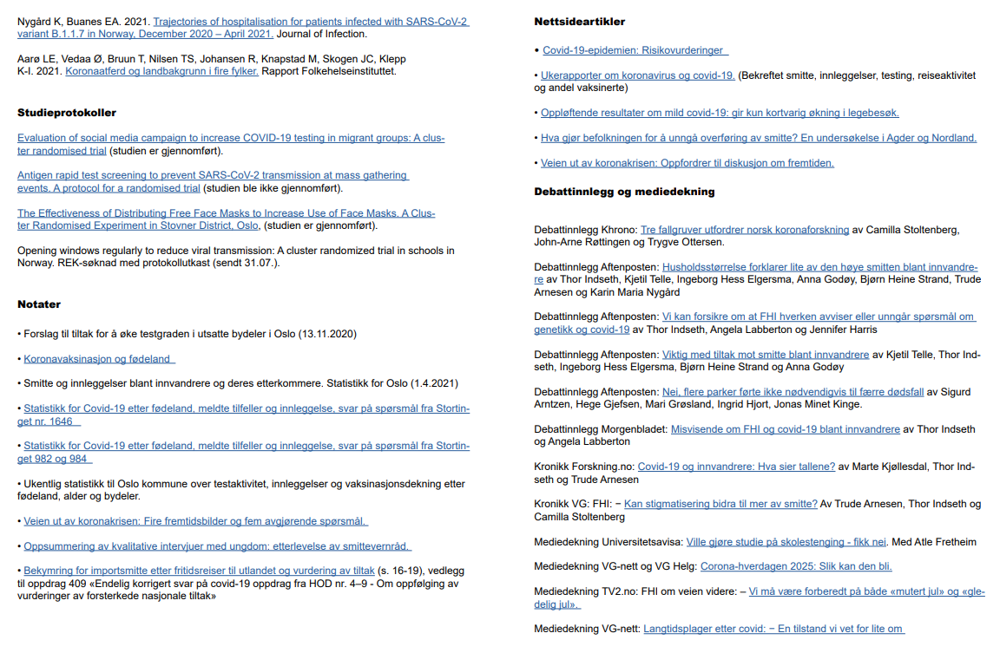 Nygård K, Buanes EA. 2021. Trajectories of hospitalisation for patients infected with SARS-CoV-2
variant B.1.1.7 in Norway, December 2020 – April 2021. Journal of Infection.
Aarø LE, Vedaa Ø, Bruun T, Nilsen TS, Johansen R, Knapstad M, Skogen JC, Klepp
K-I. 2021. Koronaatferd og landbakgrunn i fire fylker. Rapport Folkehelseinstituttet.
Studieprotokoller
Evaluation of social media campaign to increase COVID-19 testing in migrant groups: A clus-
ter randomised trial (studien er gjennomført).
Antigen rapid test screening to prevent SARS-CoV-2 transmission at mass gathering
events. A protocol for a randomised trial (studien ble ikke gjennomført).
The Effectiveness of Distributing Free Face Masks to Increase Use of Face Masks. A Clus-
ter Randomised Experiment in Stovner District, Oslo, (studien er gjennomført).
Opening windows regularly to reduce viral transmission: A cluster randomized trial in schools in
Norway. REK-søknad med protokollutkast (sendt 31.07.).
Notater
• Forslag til tiltak for å øke testgraden i utsatte bydeler i Oslo (13.11.2020)
• Koronavaksinasjon og fødeland
• Smitte og innleggelser blant innvandrere og deres etterkommere. Statistikk for Oslo (1.4.2021)
• Statistikk for Covid-19 etter fødeland, meldte tilfeller og innleggelse, svar på spørsmål fra Stortin-
get nr. 1646
• Statistikk for Covid-19 etter fødeland, meldte tilfeller og innleggelse, svar på spørsmål fra Stortin-
get 982 og 984
• Ukentlig statistikk til Oslo kommune over testaktivitet, innleggelser og vaksinasjonsdekning etter
fødeland, alder og bydeler.
• Veien ut av koronakrisen: Fire fremtidsbilder og fem avgjørende spørsmål.
• Oppsummering av kvalitative intervjuer med ungdom: etterlevelse av smittevernråd.
• Bekymring for importsmitte etter fritidsreiser til utlandet og vurdering av tiltak (s. 16-19), vedlegg
til oppdrag 409 «Endelig korrigert svar på covid-19 oppdrag fra HOD nr. 4–9 - Om oppfølging av
vurderinger av forsterkede nasjonale tiltak»
Nettsideartikler
• Covid-19-epidemien: Risikovurderinger
• Ukerapporter om koronavirus og covid-19. (Bekreftet smitte, innleggelser, testing, reiseaktivitet
og andel vaksinerte)
• Oppløftende resultater om mild covid-19: gir kun kortvarig økning i legebesøk.
• Hva gjør befolkningen for å unngå overføring av smitte? En undersøkelse i Agder og Nordland.
• Veien ut av koronakrisen: Oppfordrer til diskusjon om fremtiden.
Debattinnlegg og mediedekning
Debattinnlegg Khrono: Tre fallgruver utfordrer norsk koronaforskning av Camilla Stoltenberg,
John-Arne Røttingen og Trygve Ottersen.
Debattinnlegg Aftenposten: Husholdsstørrelse forklarer lite av den høye smitten blant innvandre-
re av Thor Indseth, Kjetil Telle, Ingeborg Hess Elgersma, Anna Godøy, Bjørn Heine Strand, Trude
Arnesen og Karin Maria Nygård
Debattinnlegg Aftenposten: Vi kan forsikre om at FHI hverken avviser eller unngår spørsmål om
genetikk og covid-19 av Thor Indseth, Angela Labberton og Jennifer Harris
Debattinnlegg Aftenposten: Viktig med tiltak mot smitte blant innvandrere av Kjetil Telle, Thor Ind-
seth, Ingeborg Hess Elgersma, Bjørn Heine Strand og Anna Godøy
Debattinnlegg Aftenposten: Nei, flere parker førte ikke nødvendigvis til færre dødsfall av Sigurd
Arntzen, Hege Gjefsen, Mari Grøsland, Ingrid Hjort, Jonas Minet Kinge.
Debattinnlegg Morgenbladet: Misvisende om FHI og covid-19 blant innvandrere av Thor Indseth
og Angela Labberton
Kronikk Forskning.no: Covid-19 og innvandrere: Hva sier tallene? av Marte Kjøllesdal, Thor Ind-
seth og Trude Arnesen
Kronikk VG: FHI: − Kan stigmatisering bidra til mer av smitte? Av Trude Arnesen, Thor Indseth og
Camilla Stoltenberg
Mediedekning Universitetsavisa: Ville gjøre studie på skolestenging - fikk nei. Med Atle Fretheim
Mediedekning VG-nett og VG Helg: Corona-hverdagen 2025: Slik kan den bli.
Mediedekning TV2.no: FHI om veien videre: – Vi må være forberedt på både «mutert jul» og «gle-
delig jul».
Mediedekning VG-nett: Langtidsplager etter covid: − En tilstand vi vet for lite om